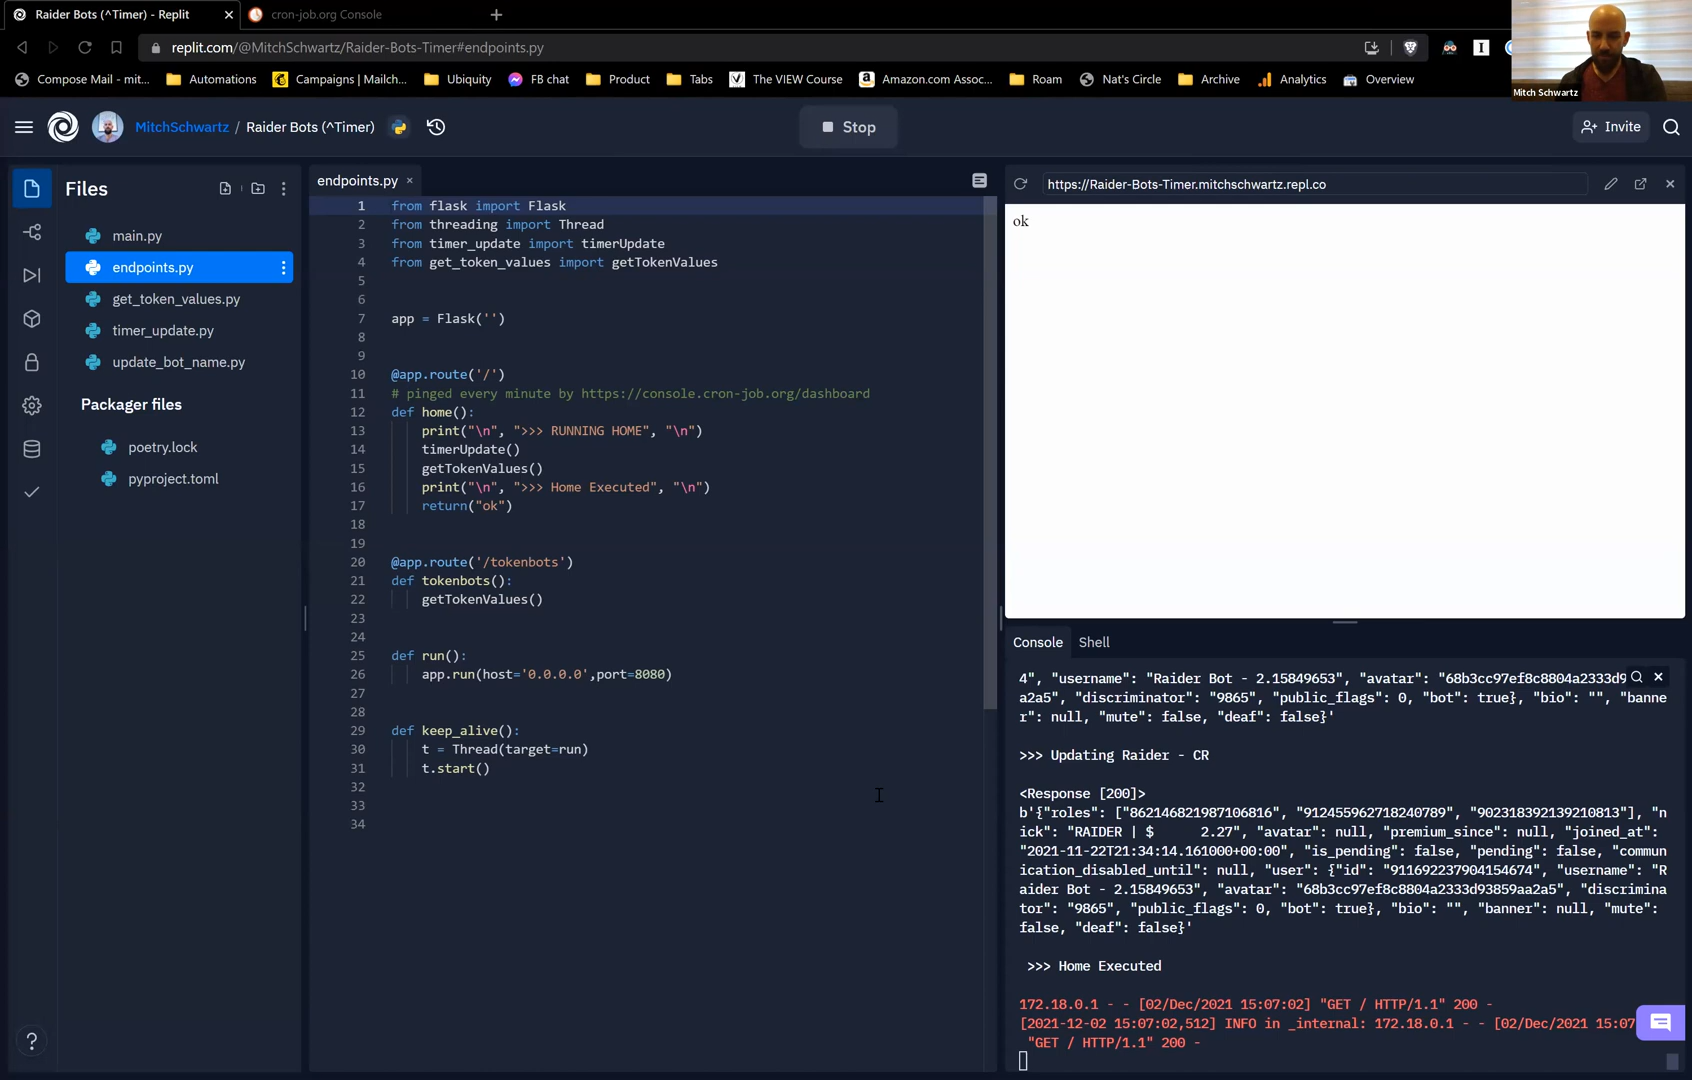 Raider Bots (^Timer) - Replit
cron-job.org Console
replit.com/@MitchSchwartz/Raider-Bots-Timer#endpoints.py
Compose Mail - mit...
Automations
Campaigns | Mailch...
Ubiquity
FB chat
Product
Tabs
The VIEW Course
Amazon.com Assoc...
Roam
Nat's Circle
Archive
Analytics
Overview
Mitch Schwartz
MitchSchwartz / Raider Bots (^Timer)
Stop
Invite
Files
main.py
endpoints.py
get_token_values.py
timer_update.py
update_bot_name.py
Packager files
poetry.lock
pyproject.toml
endpoints.py
1 from flask import Flask
2 from threading import Thread
3 from timer_update import timerUpdate
4 from get_token_values import getTokenValues
5
6
7 app = Flask('')
8
9
10 @app.route('/')
11 # pinged every minute by https://console.cron-job.org/dashboard
12 def home():
13 print("\n", ">>> RUNNING HOME", "\n")
14 timerUpdate()
15 getTokenValues()
16 print("\n", ">>> Home Executed", "\n")
17 return("ok")
18
19
20 @app.route('/tokenbots')
21 def tokenbots():
22 getTokenValues()
23
24
25 def run():
26 app.run(host='0.0.0.0',port=8080)
27
28
29 def keep_alive():
30 t = Thread(target=run)
31 t.start()
32
33
34
https://Raider-Bots-Timer.mitchschwartz.repl.co
ok
Console
Shell
4", "username": "Raider Bot - 2.15849653", "avatar": "68b3cc97ef8c8804a2333d9
a2a5", "discriminator": "9865", "public_flags": 0, "bot": true}, "bio": "", "banne
r": null, "mute": false, "deaf": false}'
>>> Updating Raider - CR
<Response [200]>
b'{"roles": ["862146821987106816", "912455962718240789", "902318392139210813"], "n
ick": "RAIDER | $ 2.27", "avatar": null, "premium_since": null, "joined_at":
"2021-11-22T21:34:14.161000+00:00", "is_pending": false, "pending": false, "commun
ication_disabled_until": null, "user": {"id": "911692237904154674", "username": "R
aider Bot - 2.15849653", "avatar": "68b3cc97ef8c8804a2333d93859aa2a5", "discrimina
tor": "9865", "public_flags": 0, "bot": true}, "bio": "", "banner": null, "mute":
false, "deaf": false}'
>>> Home Executed
172.18.0.1 - - [02/Dec/2021 15:07:02] "GET / HTTP/1.1" 200 -
[2021-12-02 15:07:02,512] INFO in _internal: 172.18.0.1 - - [02/Dec/2021 15:07
"GET / HTTP/1.1" 200 -